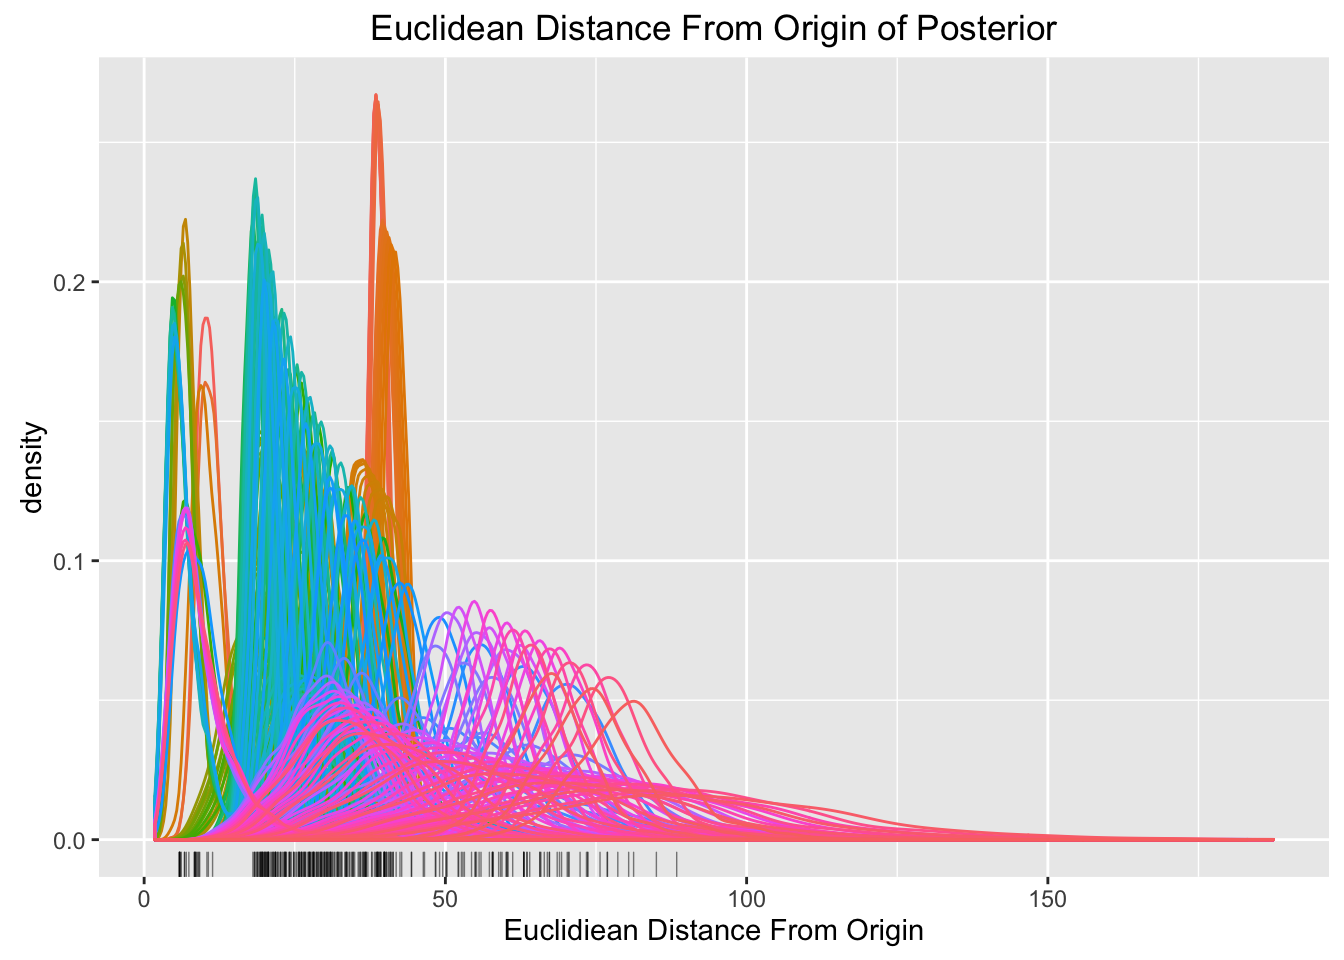 Euclidean Distance From Origin of Posterior
density
0.2
0.1
0.0
0 50 100 150
Euclidiean Distance From Origin